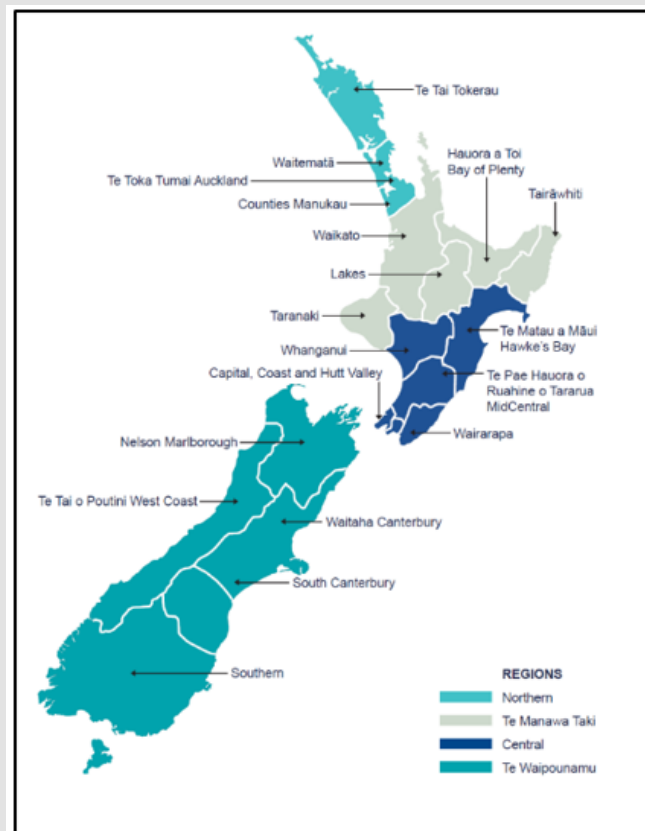 Te Tai Tokerau
Waitematā
Hauora a Toi
Bay of Plenty
Te Toka Tumai Auckland
Tairāwhiti
Counties Manukau
Waikato
Lakes
Taranaki
Te Matau a Māui
Hawke's Bay
Whanganui
Capital, Coast and Hutt Valley
Te Pae Hauora o
Ruahine o Tararua
MidCentral
Nelson Marlborough
Wairarapa
Te Tai o Poutini West Coast
Waitaha Canterbury
South Canterbury
Southern
REGIONS
Northern
Te Manawa Taki
Central
Te Waipounamu